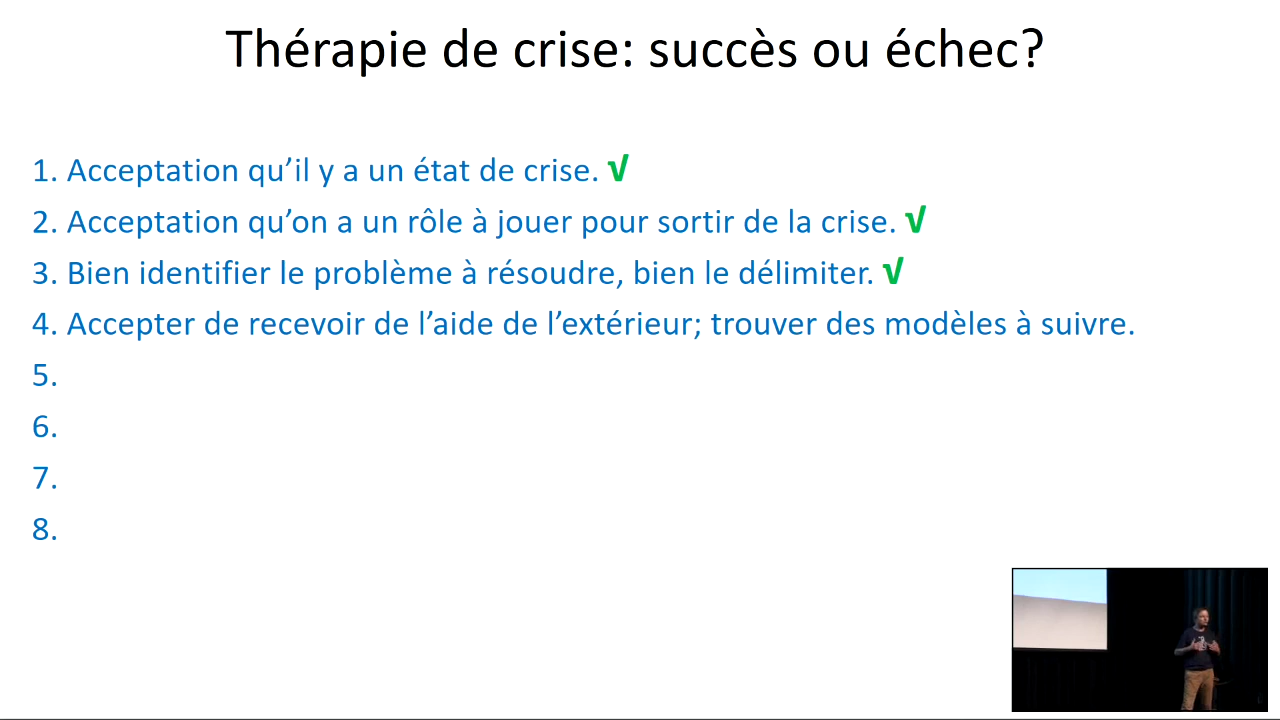 Thérapie de crise: succès ou échec?
1. Acceptation qu’il y a un état de crise. √
2. Acceptation qu’on a un rôle à jouer pour sortir de la crise. √
3. Bien identifier le problème à résoudre, bien le délimiter. √
4. Accepter de recevoir de l’aide de l’extérieur; trouver des modèles à suivre.
5.
6.
7.
8.